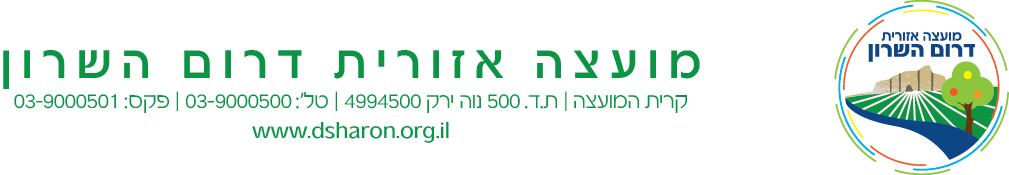 מועצה אזורית דרום השרון
קרית המועצה | ת.ד. 500 נוה ירק 4994500 | טל': 03-9000500 | פקס: 03-9000501
www.dsharon.org.il
מועצה אזורית
דרום השרון